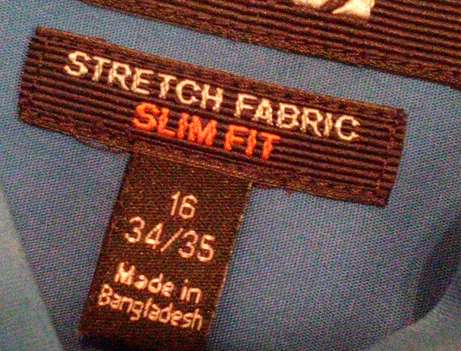 STRETCH FABRIC
SLIM FIT
16
34/35
Made in
Bangladesh